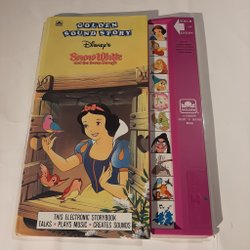 GOLDEN
SOUND STORY
Disney's
Snow White
and the Seven Dwarfs
THIS ELECTRONIC STORYBOOK
TALKS • PLAYS MUSIC • CREATES SOUNDS